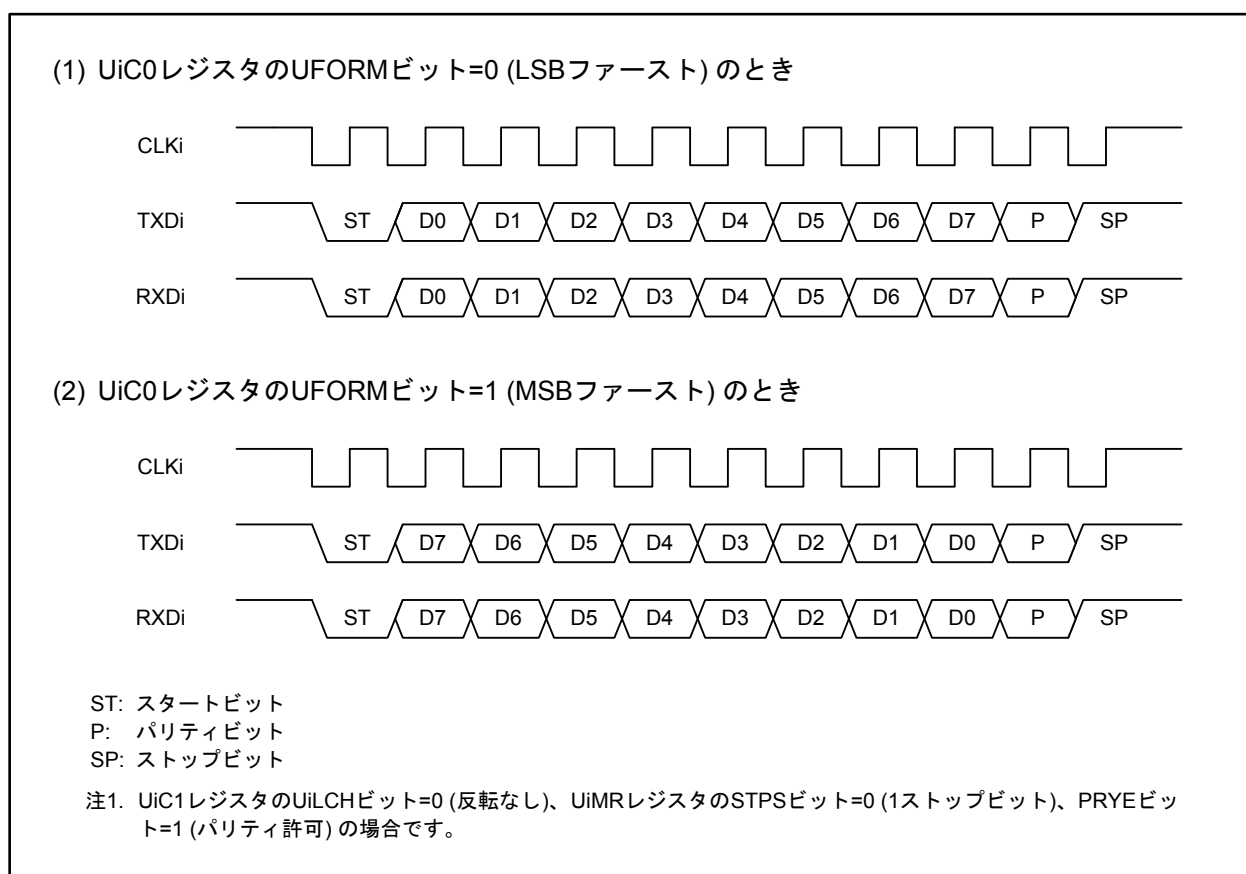 (1) UiC0レジスタのUFORMビット=0 (LSBファースト) のとき
CLKi
TXDi ST D0 D1 D2 D3 D4 D5 D6 D7 P SP
RXDi ST D0 D1 D2 D3 D4 D5 D6 D7 P SP
(2) UiC0レジスタのUFORMビット=1 (MSBファースト) のとき
CLKi
TXDi ST D7 D6 D5 D4 D3 D2 D1 D0 P SP
RXDi ST D7 D6 D5 D4 D3 D2 D1 D0 P SP
ST: スタートビット
P: パリティビット
SP: ストップビット
注1. UiC1レジスタのUiLCHビット=0 (反転なし)、UiMRレジスタのSTPSビット=0 (1ストップビット)、PRYEビッ
ト=1 (パリティ許可) の場合です。